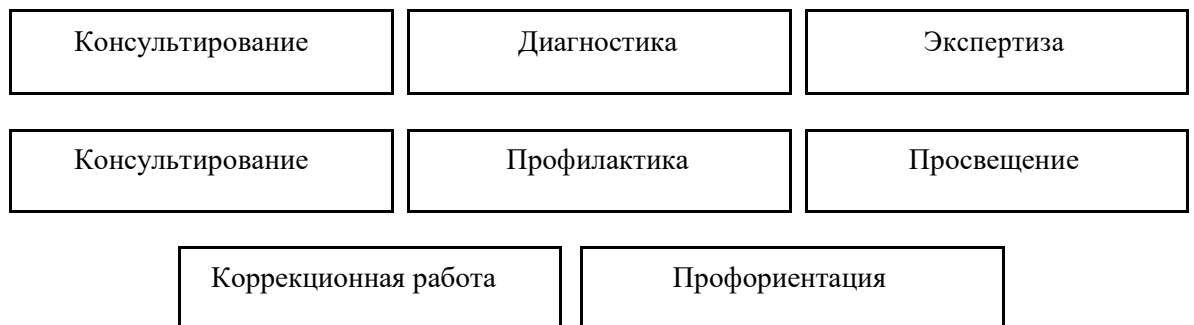 Консультирование Диагностика Экспертиза
Консультирование Профилактика Просвещение
Коррекционная работа Профориентация